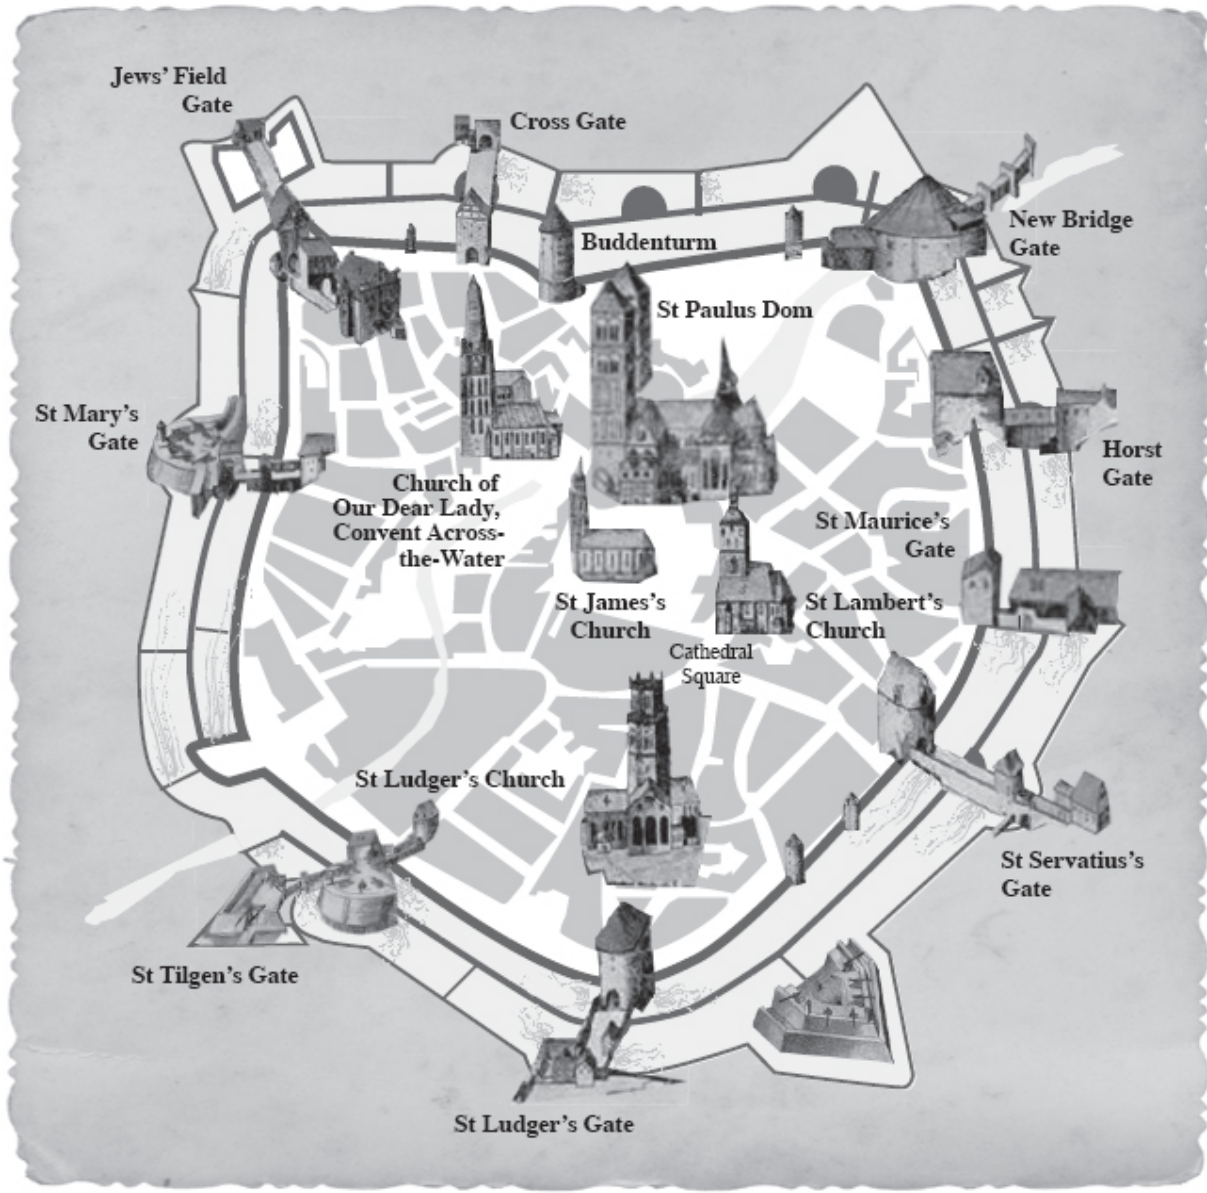 Jews’ Field
Gate
Cross Gate
New Bridge
Gate
Buddenturm
St Paulus Dom
St Mary’s
Gate
Horst
Gate
Church of
Our Dear Lady,
Convent Across-
the-Water
St Maurice’s
Gate
St James’s
Church
St Lambert’s
Church
Cathedral
Square
St Ludger’s Church
St Servatius’s
Gate
St Tilgen’s Gate
St Ludger’s Gate